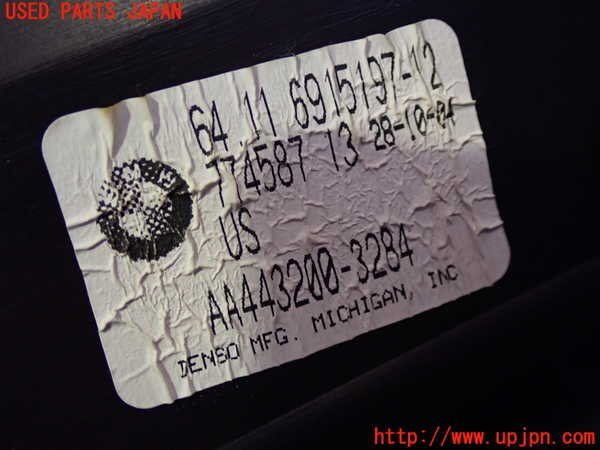 USED PARTS JAPAN
64.11 6915197-12
774587 13 28-10-04
US
AA443200-3284
DENSO MFG. MICHIGAN, INC
http://www.upjpn.com